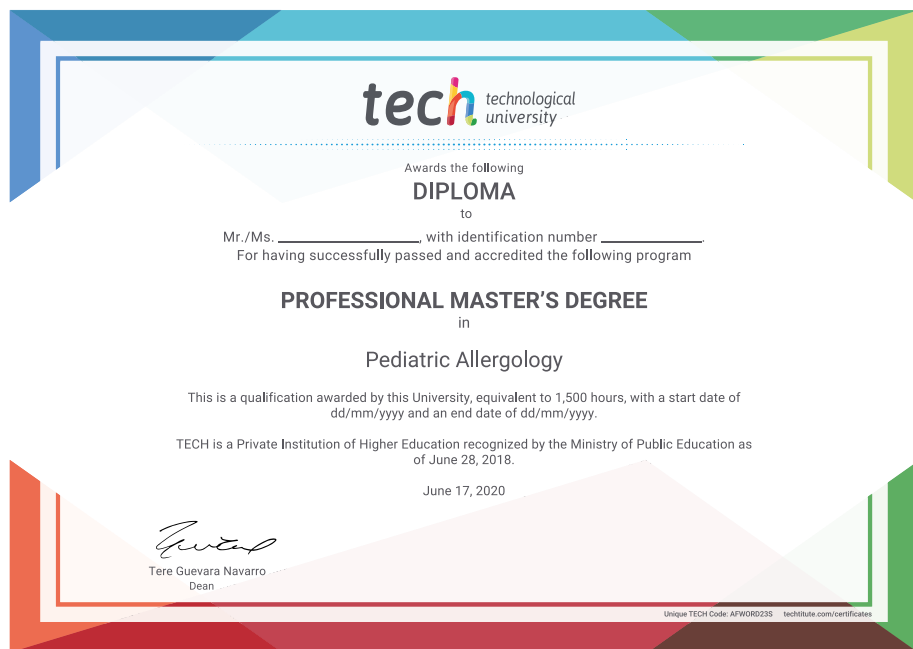 tech technological
university
Awards the following
DIPLOMA
to
Mr./Ms. ____________, with identification number ____________.
For having successfully passed and accredited the following program
PROFESSIONAL MASTER'S DEGREE
in
Pediatric Allergology
This is a qualification awarded by this University, equivalent to 1,500 hours, with a start date of
dd/mm/yyyy and an end date of dd/mm/yyyy.
TECH is a Private Institution of Higher Education recognized by the Ministry of Public Education as
of June 28, 2018.
June 17, 2020
Tere Guevara Navarro
Dean
Unique TECH Code: AFWORD23S techtitute.com/certificates